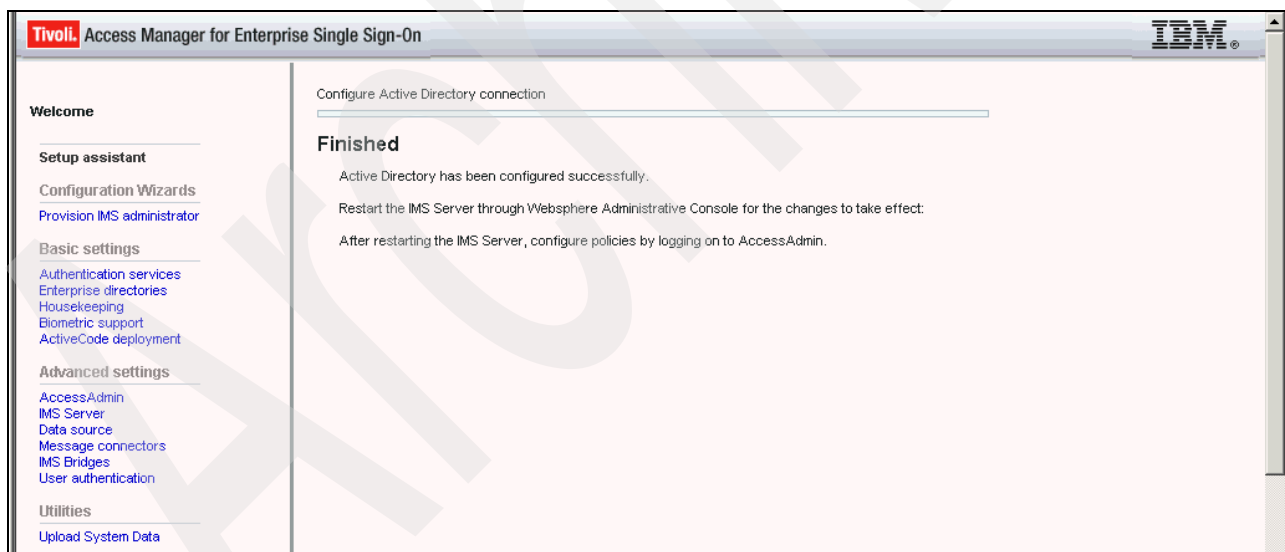 Tivoli. Access Manager for Enterprise Single Sign-On
IBM®
Welcome
Setup assistant
Configuration Wizards
Provision IMS administrator
Basic settings
Authentication services
Enterprise directories
Housekeeping
Biometric support
ActiveCode deployment
Advanced settings
AccessAdmin
IMS Server
Data source
Message connectors
IMS Bridges
User authentication
Utilities
Upload System Data
Configure Active Directory connection
Finished
Active Directory has been configured successfully.
Restart the IMS Server through Websphere Administrative Console for the changes to take effect:
After restarting the IMS Server, configure policies by logging on to AccessAdmin.